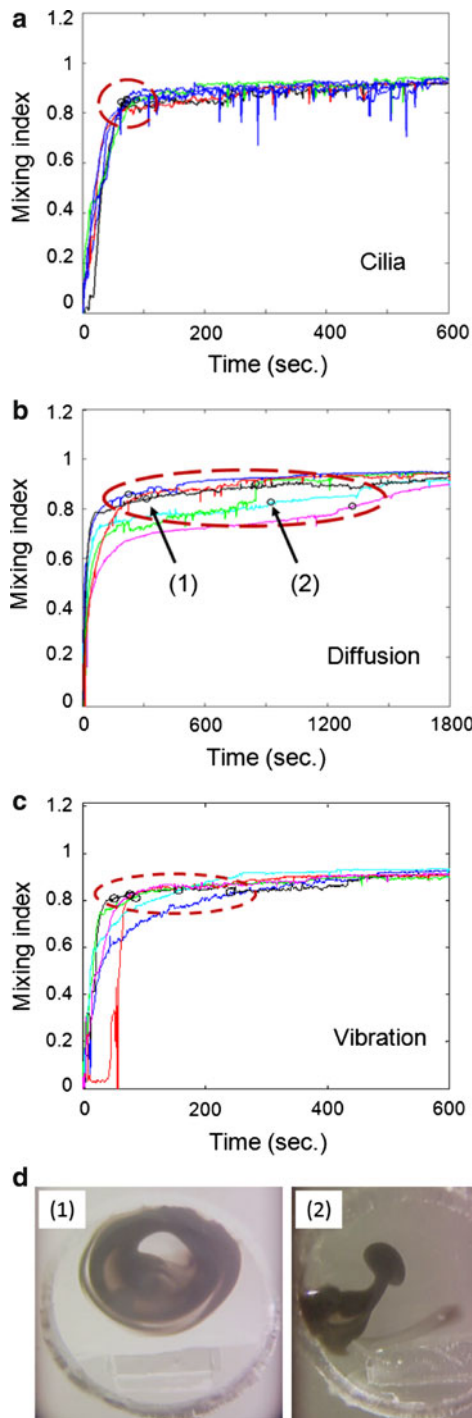 a
1.2
1
0.8
0.6
0.4
0.2
0
Mixing index
Cilia
0 200 400 600
Time (sec.)
b
1.2
1
0.8
0.6
0.4
0.2
0
Mixing index
(1) (2)
Diffusion
0 600 1200 1800
Time (sec.)
c
1.2
1
0.8
0.6
0.4
0.2
0
Mixing index
Vibration
0 200 400 600
Time (sec.)
d
(1) (2)